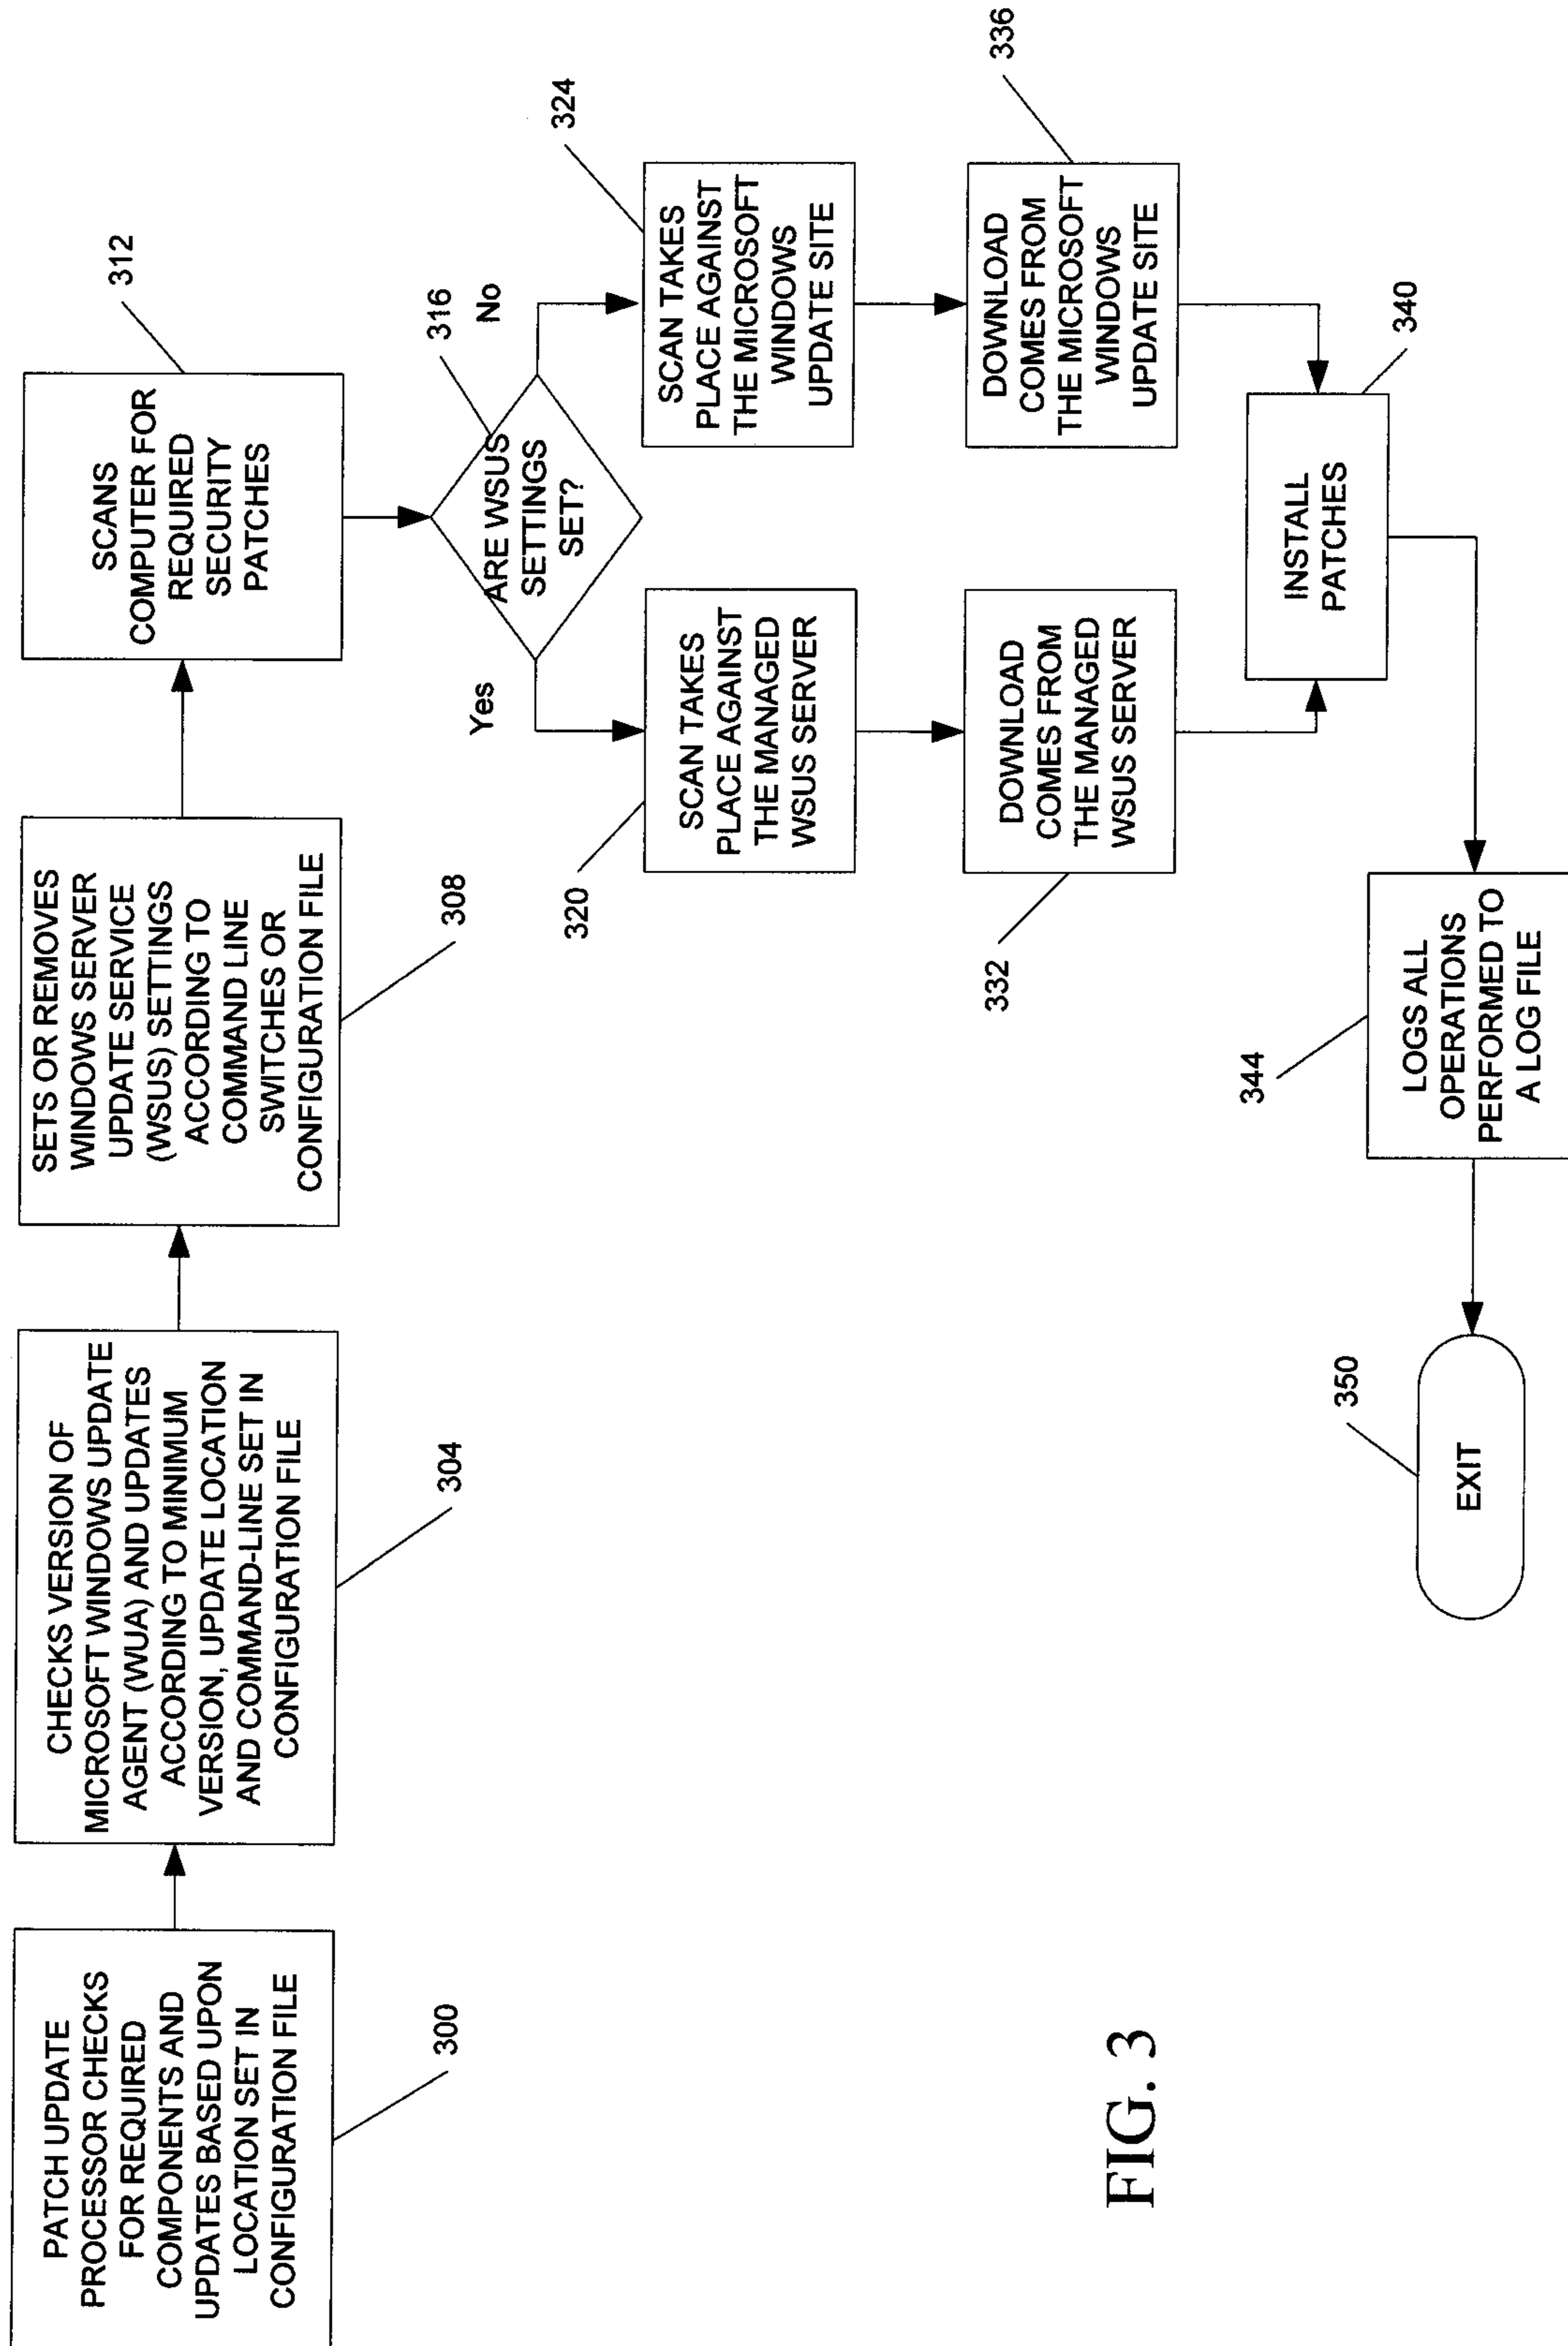 PATCH UPDATE
PROCESSOR CHECKS
FOR REQUIRED
COMPONENTS AND
UPDATES BASED UPON
LOCATION SET IN
CONFIGURATION FILE
300
CHECKS VERSION OF
MICROSOFT WINDOWS UPDATE
AGENT (WUA) AND UPDATES
ACCORDING TO MINIMUM
VERSION, UPDATE LOCATION
AND COMMAND-LINE SET IN
CONFIGURATION FILE
304
SETS OR REMOVES
WINDOWS SERVER
UPDATE SERVICE
(WSUS) SETTINGS
ACCORDING TO
COMMAND LINE
SWITCHES OR
CONFIGURATION FILE
308
SCANS
COMPUTER FOR
REQUIRED
SECURITY
PATCHES
312
ARE WSUS
SETTINGS
SET?
316
Yes
No
SCAN TAKES
PLACE AGAINST
THE MANAGED
WSUS SERVER
320
SCAN TAKES
PLACE AGAINST
THE MICROSOFT
WINDOWS
UPDATE SITE
324
DOWNLOAD
COMES FROM
THE MANAGED
WSUS SERVER
332
DOWNLOAD
COMES FROM
THE MICROSOFT
WINDOWS
UPDATE SITE
336
INSTALL
PATCHES
340
LOGS ALL
OPERATIONS
PERFORMED TO
A LOG FILE
344
EXIT
350
FIG. 3